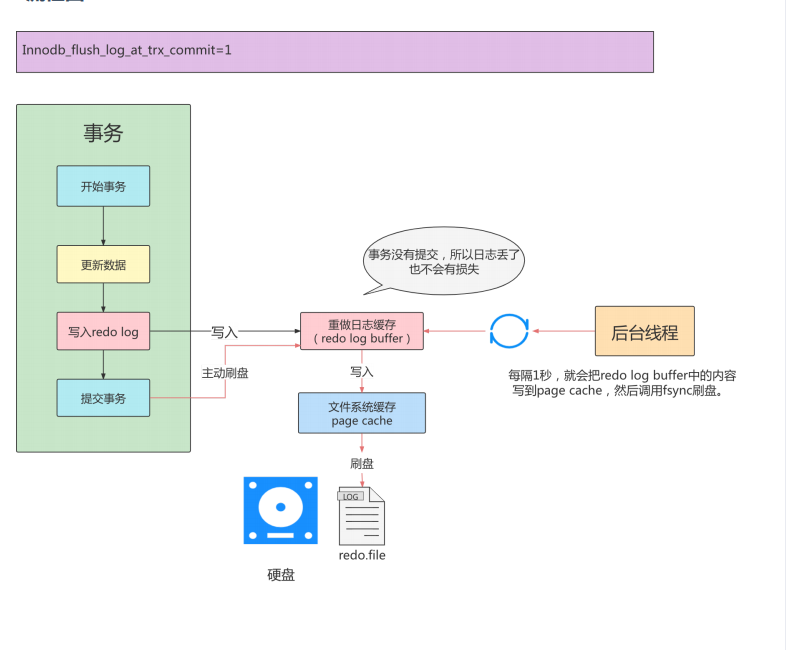 Innodb_flush_log_at_trx_commit=1
事务
开始事务
更新数据
写入redo log
提交事务
写入
主动刷盘
事务没有提交，所以日志丢了
也不会有损失
重做日志缓存
（redo log buffer）
写入
文件系统缓存
page cache
刷盘
LOG
redo.file
硬盘
后台线程
每隔1秒，就会把redo log buffer中的内容
写到page cache，然后调用fsync刷盘。